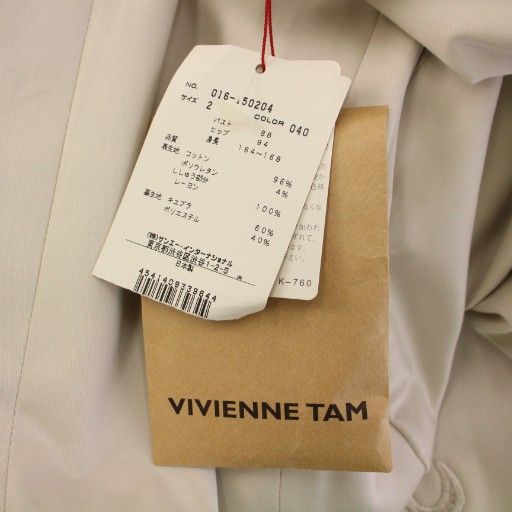 NO. 016-150204
サイズ 2 COLOR 040
バスト 88
ヒップ 94
身長 164~168
品質
表生地 コットン 96%
ポリウレタン 4%
ししゅう部分
レーヨン 100%
裏生地 キュプラ 60%
ポリエステル 40%
(株)サンエー・インターナショナル
東京都渋谷区渋谷1-2-5
日本製
4541409339644
K-760
VIVIENNE TAM